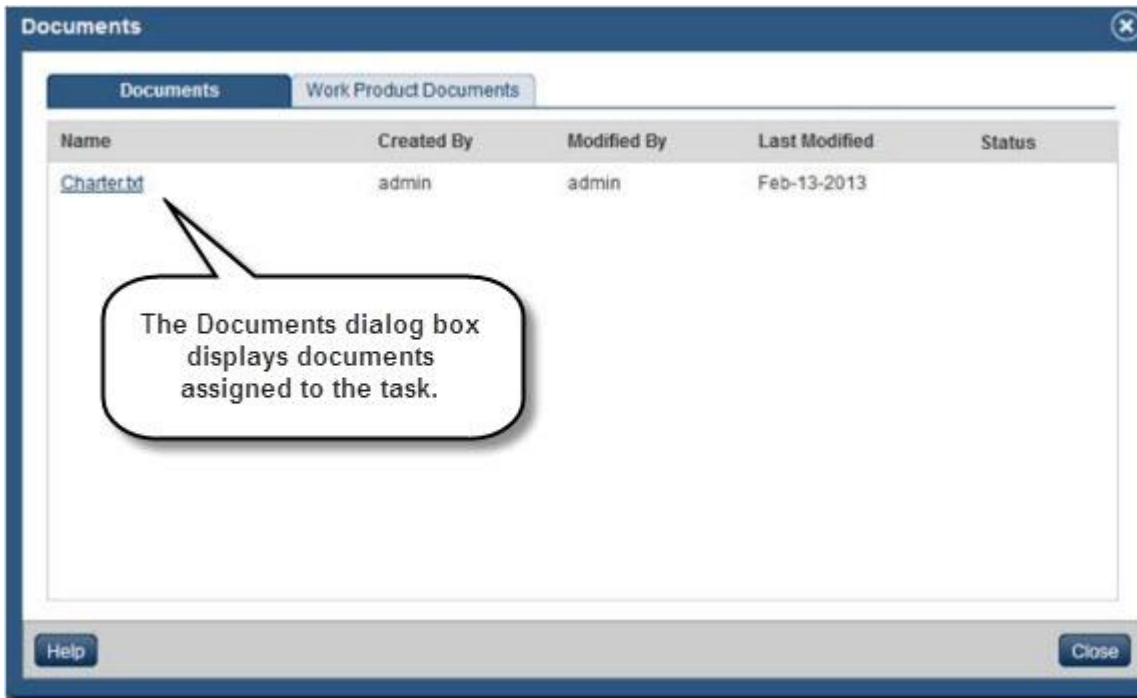 Documents
Documents Work Product Documents
Name Created By Modified By Last Modified Status
Charter.txt admin admin Feb-13-2013
The Documents dialog box
displays documents
assigned to the task.
Help Close